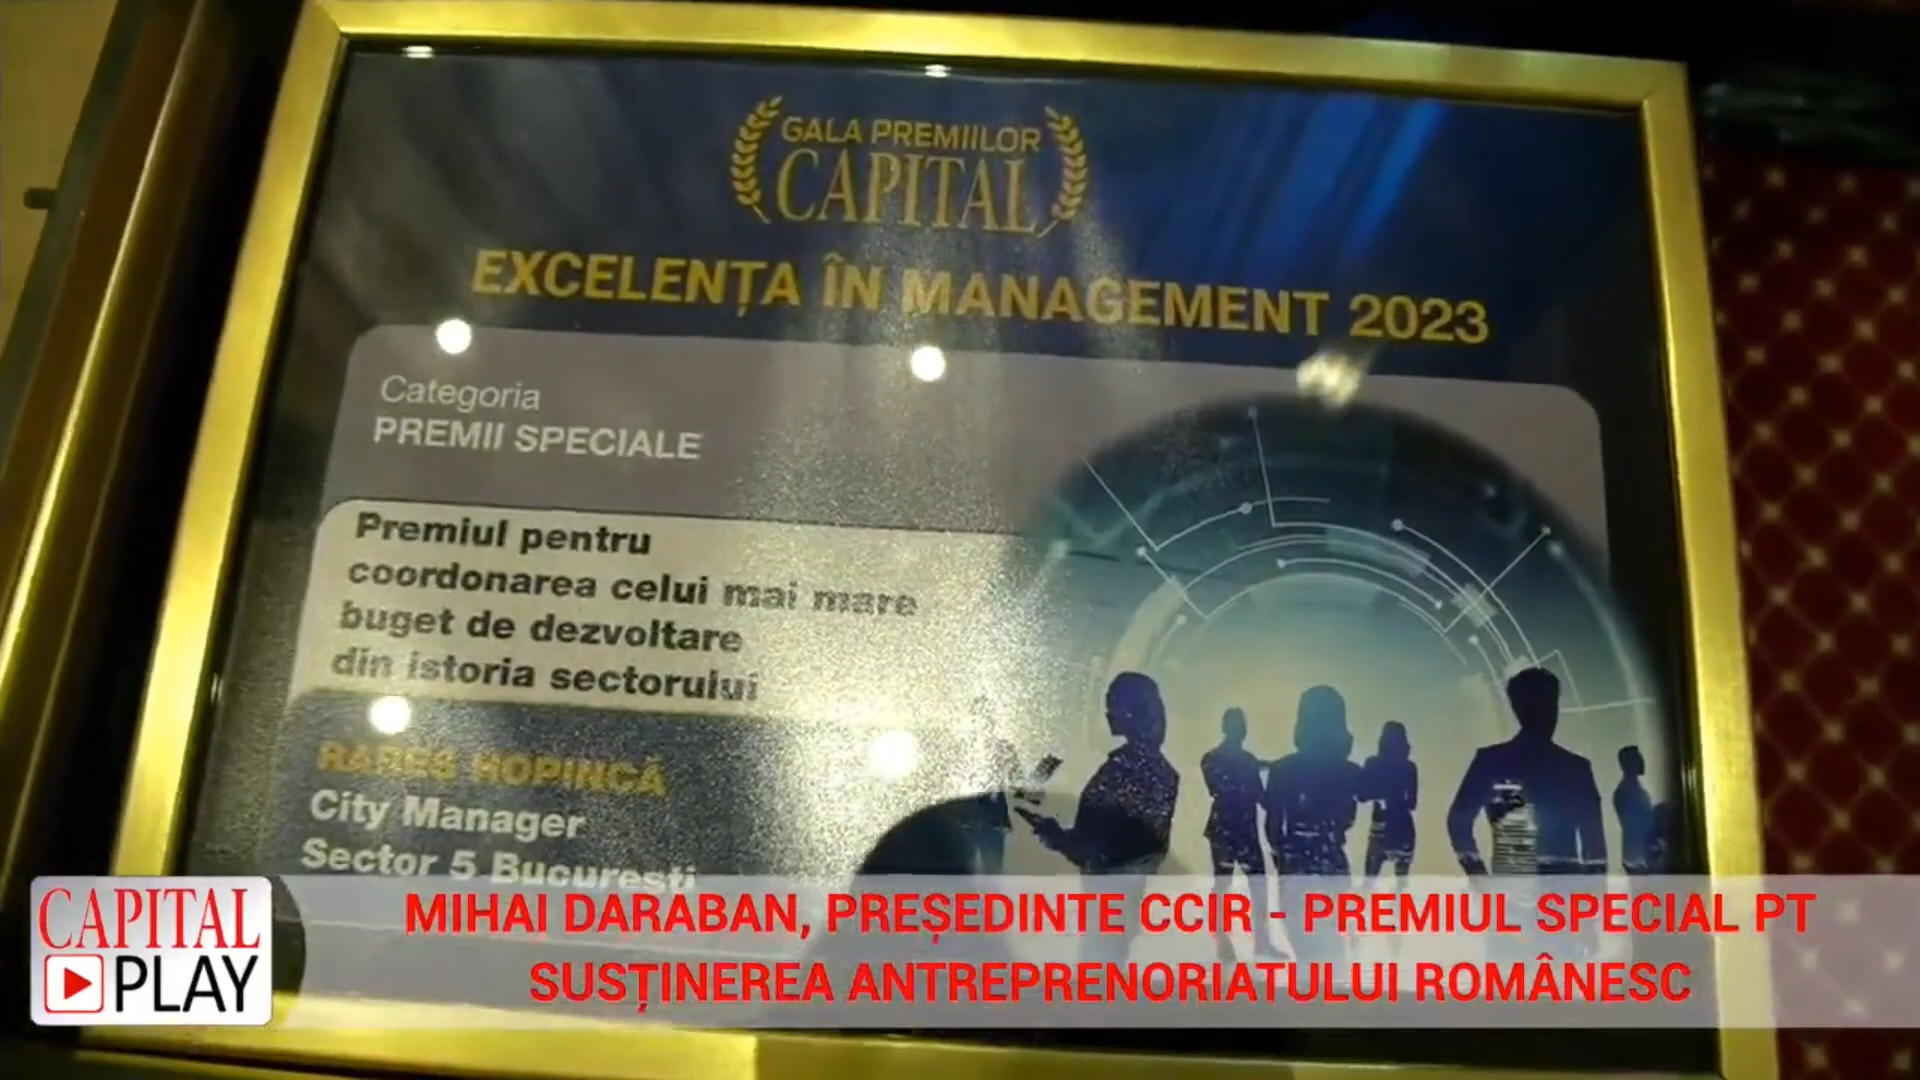 GALA PREMIILOR
CAPITAL
EXCELENȚA ÎN MANAGEMENT 2023
Categoria
PREMII SPECIALE
Premiul pentru
coordonarea celui mai mare
buget de dezvoltare
din istoria sectorului
RAREȘ HOPINCĂ
City Manager
Sector 5 București
CAPITAL
PLAY
MIHAI DARABAN, PREȘEDINTE CCIR - PREMIUL SPECIAL PT
SUSȚINEREA ANTREPRENORIATULUI ROMÂNESC